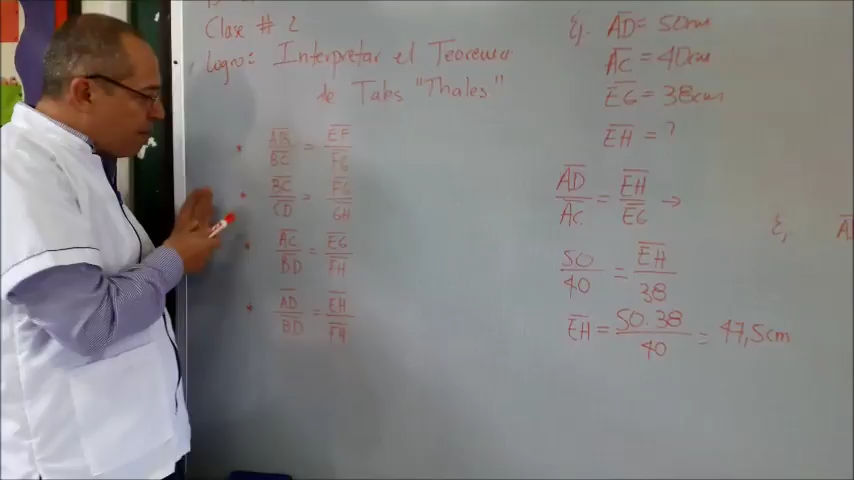 Clase # 2
Logro: Interpretar el Teorema
de Tales "Thales"
* AB/BC = EF/FG
* BC/CD = FG/GH
* AC/BD = EG/FH
* AD/BD = EH/FH
Ej. AD = 50cm
AC = 40cm
EG = 38cm
EH = ?
AD/AC = EH/EG →
50/40 = EH/38
EH = 50.38/40 = 47,5cm